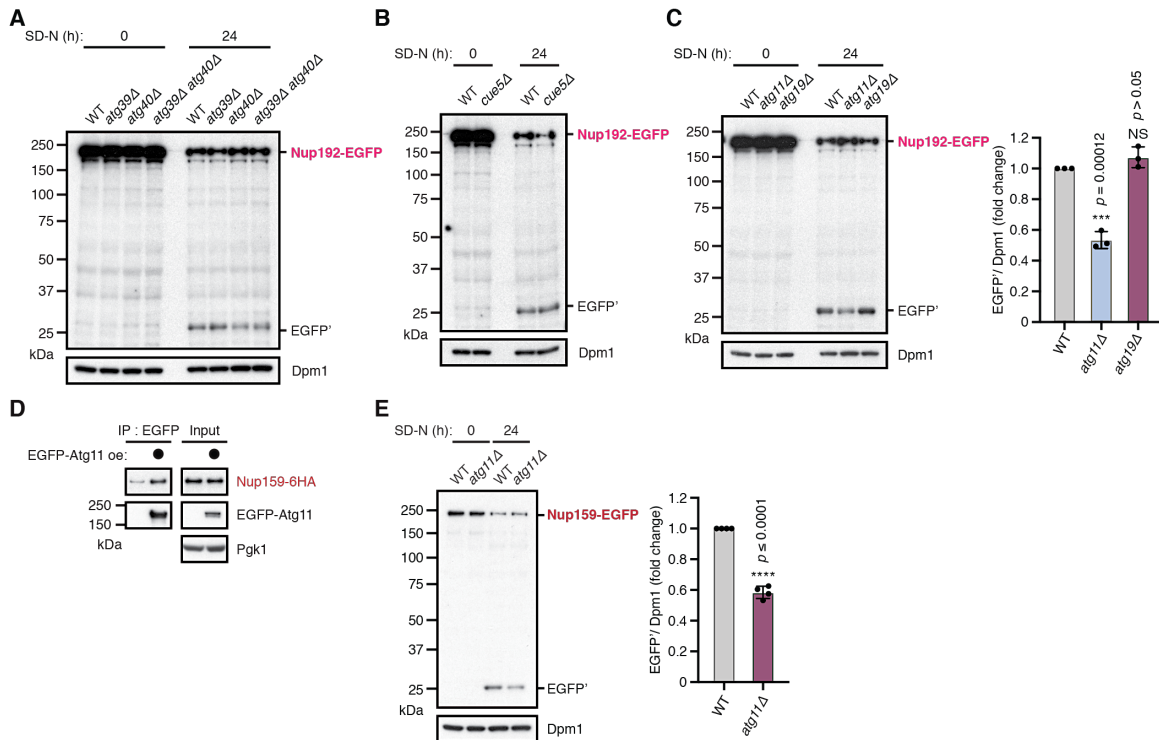 A
SD-N (h): 0 24
WT atg39Δ atg40Δ atg39Δ atg40Δ WT atg39Δ atg40Δ atg39Δ atg40Δ
250
150
100
75
50
37
25
kDa
Nup192-EGFP
EGFP’
Dpm1
B
SD-N (h): 0 24
WT cue5Δ WT cue5Δ
250
150
100
75
50
37
25
kDa
Nup192-EGFP
EGFP’
Dpm1
C
SD-N (h): 0 24
WT atg11Δ atg19Δ WT atg11Δ atg19Δ
250
150
100
75
50
37
25
kDa
Nup192-EGFP
EGFP’
Dpm1
EGFP’/ Dpm1 (fold change)
1.2
1.0
0.8
0.6
0.4
0.2
0
*** p = 0.00012
NS p > 0.05
WT atg11Δ atg19Δ
D
IP : EGFP Input
EGFP-Atg11 oe:
Nup159-6HA
250
150
EGFP-Atg11
kDa
Pgk1
E
SD-N (h): 0 24
WT atg11Δ WT atg11Δ
250
150
100
75
50
37
25
kDa
Nup159-EGFP
EGFP’
Dpm1
EGFP’/ Dpm1 (fold change)
1.2
1.0
0.8
0.6
0.4
0.2
0
**** p ≤ 0.0001
WT atg11Δ